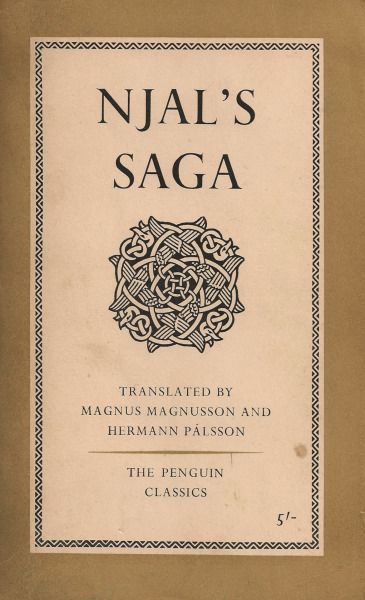 NJAL'S
SAGA
TRANSLATED BY
MAGNUS MAGNUSSON AND
HERMANN PÁLSSON
THE PENGUIN
CLASSICS
5/-